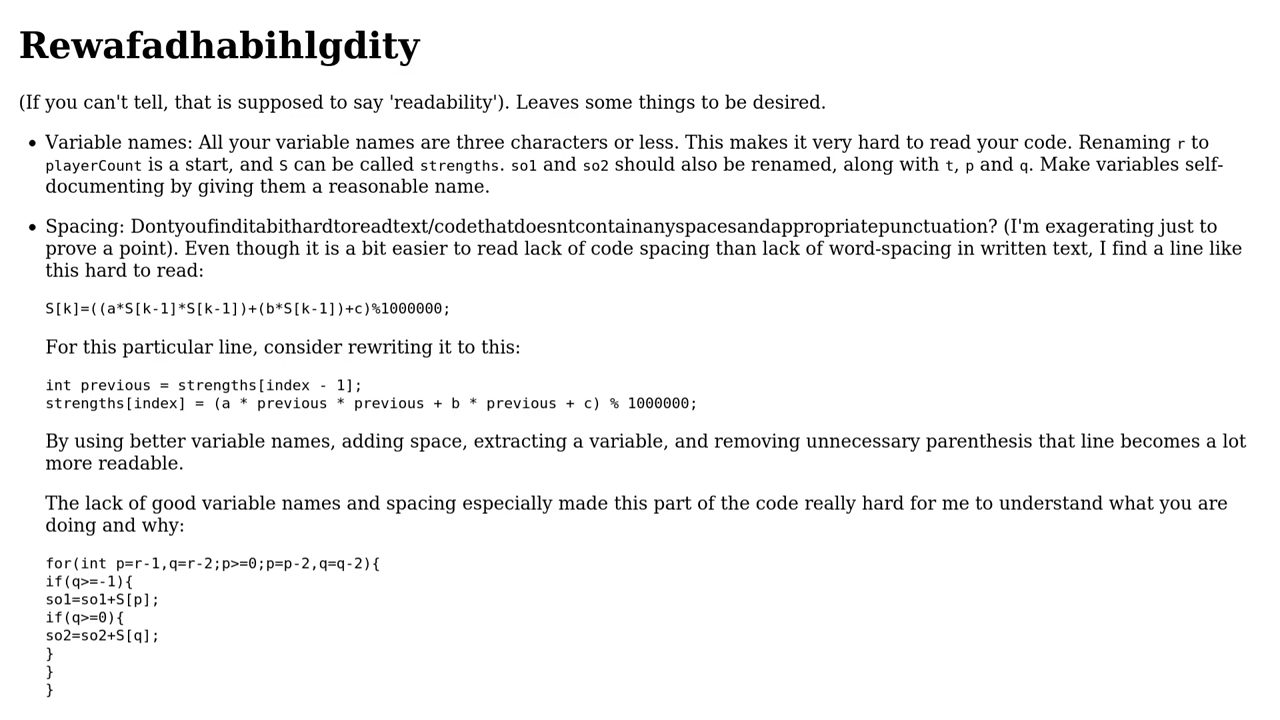 Rewafadhabihlgdity
(If you can't tell, that is supposed to say 'readability'). Leaves some things to be desired.
• Variable names: All your variable names are three characters or less. This makes it very hard to read your code. Renaming r to
playerCount is a start, and S can be called strengths. so1 and so2 should also be renamed, along with t, p and q. Make variables self-
documenting by giving them a reasonable name.
• Spacing: Dontyoufinditabithardtoreadtext/codethatdoesntcontainanyspacesandappropriatepunctuation? (I'm exagerating just to
prove a point). Even though it is a bit easier to read lack of code spacing than lack of word-spacing in written text, I find a line like
this hard to read:
S[k]=((a*S[k-1]*S[k-1])+(b*S[k-1])+c)%1000000;
For this particular line, consider rewriting it to this:
int previous = strengths[index - 1];
strengths[index] = (a * previous * previous + b * previous + c) % 1000000;
By using better variable names, adding space, extracting a variable, and removing unnecessary parenthesis that line becomes a lot
more readable.
The lack of good variable names and spacing especially made this part of the code really hard for me to understand what you are
doing and why:
for(int p=r-1,q=r-2;p>=0;p=p-2,q=q-2){
if(q>=-1){
so1=so1+S[p];
if(q>=0){
so2=so2+S[q];
}
}
}